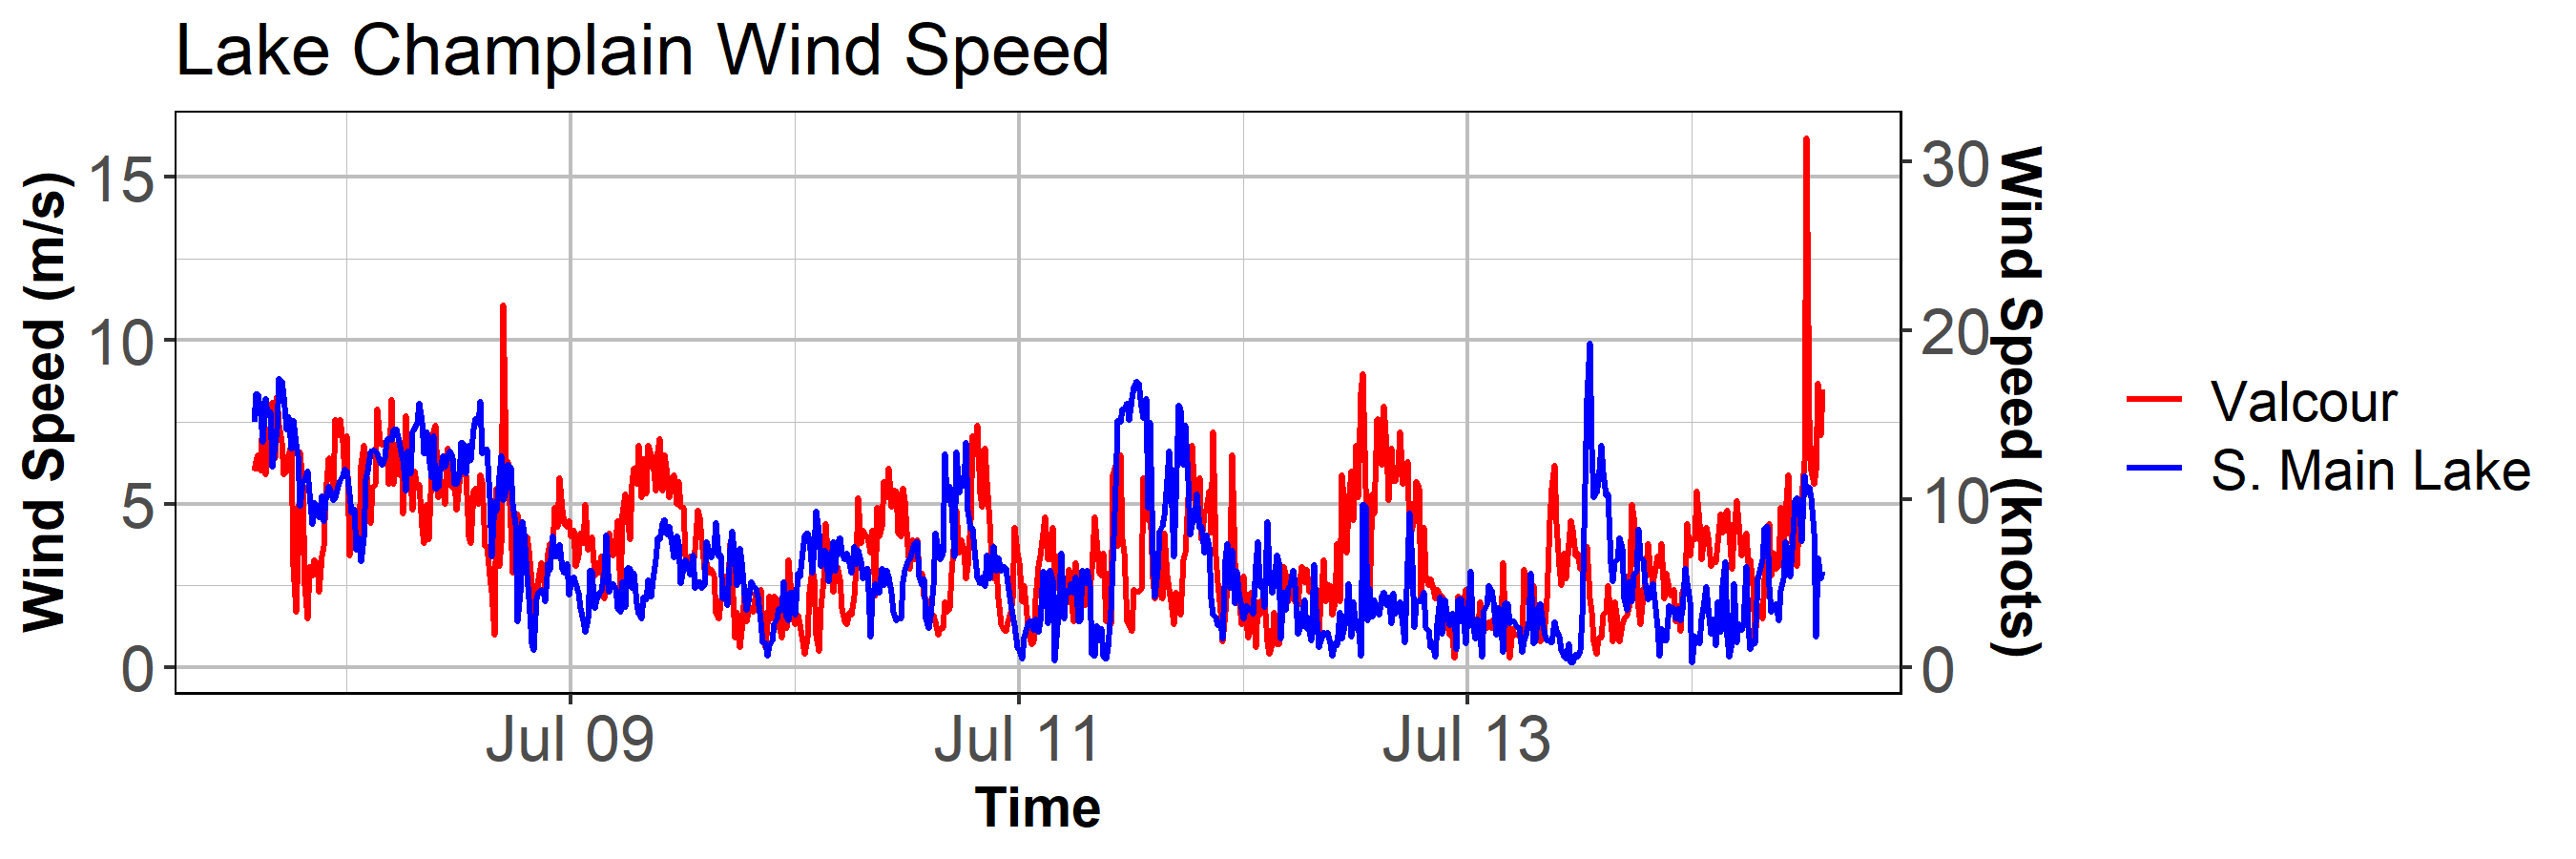 Lake Champlain Wind Speed
Wind Speed (m/s)
15
10
5
0
30
20
10
0
Wind Speed (knots)
Jul 09
Jul 11
Jul 13
Time
Valcour
S. Main Lake